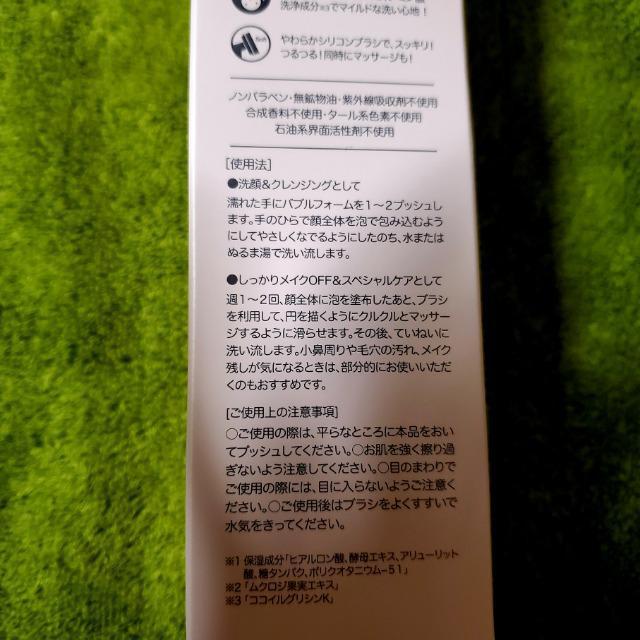 洗浄成分※3でマイルドな洗い心地！
やわらかシリコンブラシで、スッキリ！
つるつる！同時にマッサージも！
ノンパラベン・無鉱物油・紫外線吸収剤不使用
合成香料不使用・タール系色素不使用
石油系界面活性剤不使用
［使用法］
●洗顔＆クレンジングとして
濡れた手にバブルフォームを1〜2プッシュし
ます。手のひらで顔全体を泡で包み込むよう
にしてやさしくなでるようにしたのち、水または
ぬるま湯で洗い流します。
●しっかりメイクOFF＆スペシャルケアとして
週1〜2回、顔全体に泡を塗布したあと、ブラシ
を利用して、円を描くようにクルクルとマッサー
ジするように滑らせます。その後、ていねいに
洗い流します。小鼻周りや毛穴の汚れ、メイク
残しが気になるときは、部分的にお使いいただ
くのもおすすめです。
［ご使用上の注意事項］
○ご使用の際は、平らなところに本品をおい
てプッシュしてください。○お肌を強く擦り過
ぎないよう注意してください。○目のまわりで
ご使用の際には、目に入らないようご注意く
ださい。○ご使用後はブラシをよくすすいで
水気をきってください。
※1 保湿成分「ヒアルロン酸、酵母エキス、アリューリット
酸、糖タンパク、ポリクオタニウム-51」
※2「ムクロジ果実エキス」
※3「ココイルグリシンK」